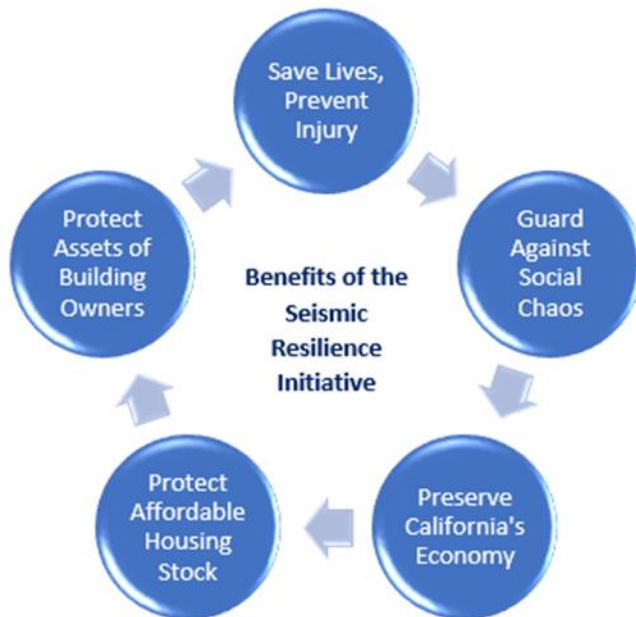 Save Lives,
Prevent
Injury
Guard
Against
Social
Chaos
Preserve
California's
Economy
Protect
Affordable
Housing
Stock
Protect
Assets of
Building
Owners
Benefits of the
Seismic
Resilience
Initiative